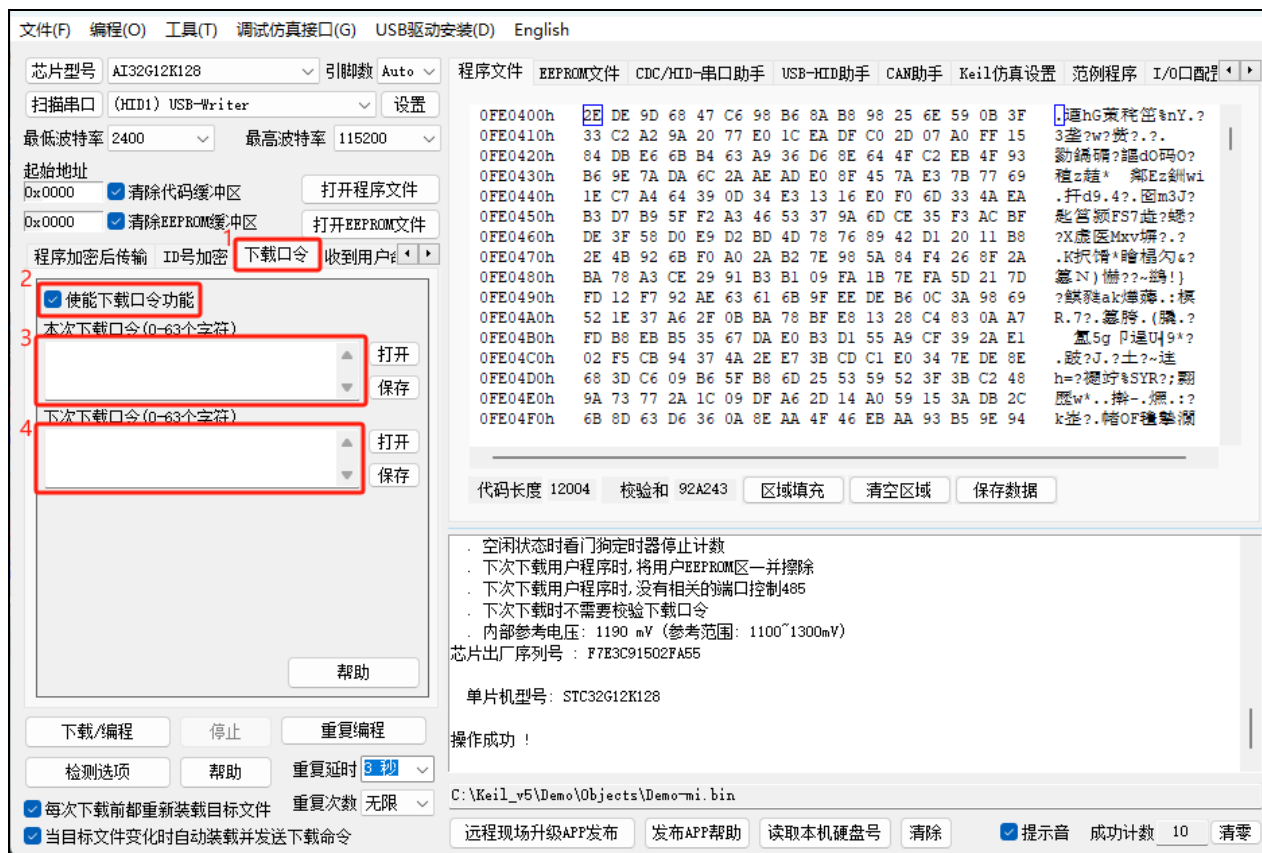 文件(F) 编程(O) 工具(T) 调试仿真接口(G) USB驱动安装(D) English
芯片型号 AI32G12K128 引脚数 Auto
扫描串口 (HID1) USB-Writer 设置
最低波特率 2400 最高波特率 115200
起始地址
0x0000 清除代码缓冲区 打开程序文件
0x0000 清除EEPROM缓冲区 打开EEPROM文件
1
程序加密后传输 ID号加密 下载口令 收到用户
2
使能下载口令功能
本次下载口令(0-63个字符)
3
打开
保存
下次下载口令(0-63个字符)
4
打开
保存
帮助
下载/编程 停止 重复编程
检测选项 帮助 重复延时 3 秒
每次下载前都重新装载目标文件 重复次数 无限
当目标文件变化时自动装载并发送下载命令
程序文件 EEPROM文件 CDC/HID-串口助手 USB-HID助手 CAN助手 Keil仿真设置 范例程序 I/O口配置
0FE0400h 2E DE 9D 68 47 C6 98 B6 8A B8 98 25 6E 59 0B 3F
0FE0410h 33 C2 A2 9A 20 77 E0 1C EA DF C0 2D 07 A0 FF 15
0FE0420h 84 DB E6 6B B4 63 A9 36 D6 8E 64 4F C2 EB 4F 93
0FE0430h B6 9E 7A DA 6C 2A AE AD E0 8F 45 7A E3 7B 77 69
0FE0440h 1E C7 A4 64 39 0D 34 E3 13 16 E0 F0 6D 33 4A EA
0FE0450h B3 D7 B9 5F F2 A3 46 53 37 9A 6D CE 35 F3 AC BF
0FE0460h DE 3F 58 D0 E9 D2 BD 4D 78 76 89 42 D1 20 11 B8
0FE0470h 2E 4B 92 6B F0 A0 2A B2 7E 98 5A 84 F4 26 8F 2A
0FE0480h BA 78 A3 CE 29 91 B3 B1 09 FA 1B 7E FA 5D 21 7D
0FE0490h FD 12 F7 92 AE 63 61 6B 9F EE DE B6 0C 3A 98 69
0FE04A0h 52 1E 37 A6 2F 0B BA 78 BF E8 13 28 C4 83 0A A7
0FE04B0h FD B8 EB B5 35 67 DA E0 B3 D1 55 A9 CF 39 2A E1
0FE04C0h 02 F5 CB 94 37 4A 2E E7 3B CD C1 E0 34 7E DE 8E
0FE04D0h 68 3D C6 09 B6 5F B8 6D 25 53 59 52 3F 3B C2 48
0FE04E0h 9A 73 77 2A 1C 09 DF A6 2D 14 A0 59 15 3A DB 2C
0FE04F0h 6B 8D 63 D6 36 0A 8E AA 4F 46 EB AA 93 B5 9E 94
代码长度 12004 校验和 92A243 区域填充 清空区域 保存数据
. 空闲状态时看门狗定时器停止计数
. 下次下载用户程序时,将用户EEPROM区一并擦除
. 下次下载用户程序时,没有相关的端口控制485
. 下次下载时不需要校验下载口令
. 内部参考电压: 1190 mV (参考范围: 1100~1300mV)
芯片出厂序列号 : F7E3C91502FA55
单片机型号: STC32G12K128
操作成功 !
C:\Keil_v5\Demo\Objects\Demo-mi.bin
远程现场升级APP发布 发布APP帮助 读取本机硬盘号 清除 提示音 成功计数 10 清零